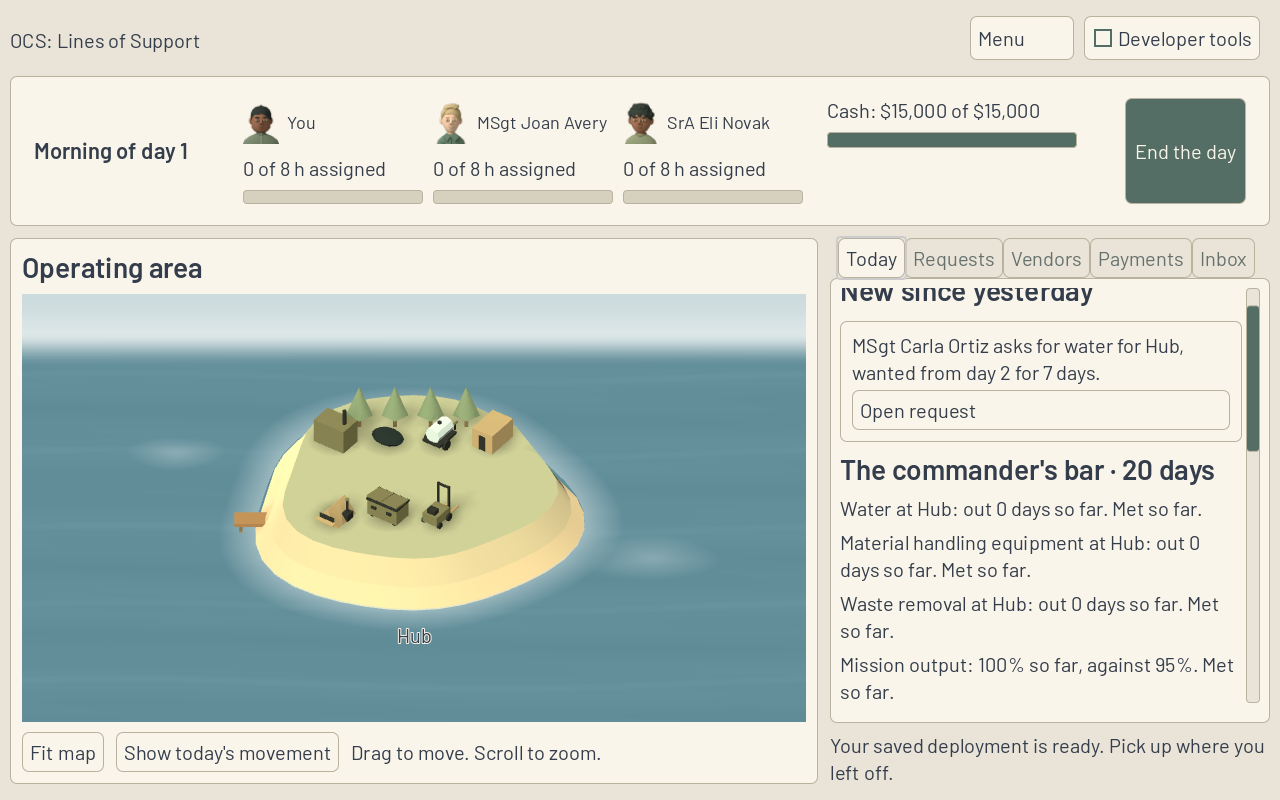 OCS: Lines of Support
Menu
Developer tools
Morning of day 1
You
0 of 8 h assigned
MSgt Joan Avery
0 of 8 h assigned
SrA Eli Novak
0 of 8 h assigned
Cash: $15,000 of $15,000
End the day
Operating area
Hub
Fit map
Show today's movement
Drag to move. Scroll to zoom.
Today
Requests
Vendors
Payments
Inbox
New since yesterday
MSgt Carla Ortiz asks for water for Hub,
wanted from day 2 for 7 days.
Open request
The commander's bar · 20 days
Water at Hub: out 0 days so far. Met so far.
Material handling equipment at Hub: out 0
days so far. Met so far.
Waste removal at Hub: out 0 days so far. Met
so far.
Mission output: 100% so far, against 95%. Met
so far.
Your saved deployment is ready. Pick up where you
left off.